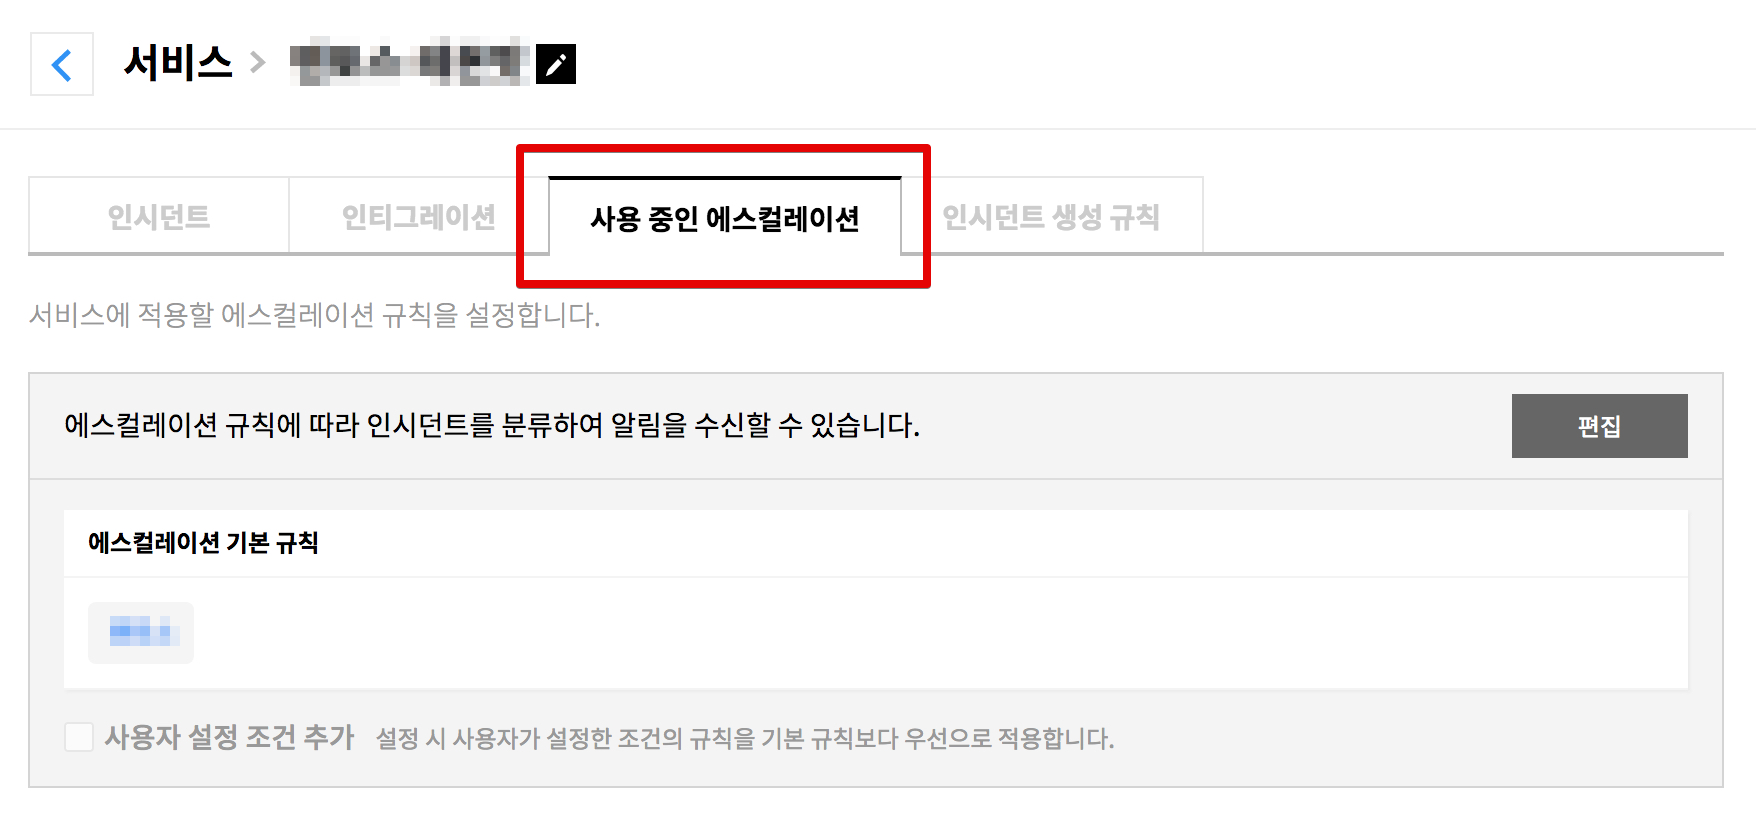 서비스 >
인시던트 인티그레이션 사용 중인 에스컬레이션 인시던트 생성 규칙
서비스에 적용할 에스컬레이션 규칙을 설정합니다.
에스컬레이션 규칙에 따라 인시던트를 분류하여 알림을 수신할 수 있습니다. 편집
에스컬레이션 기본 규칙
사용자 설정 조건 추가 설정 시 사용자가 설정한 조건의 규칙을 기본 규칙보다 우선으로 적용합니다.